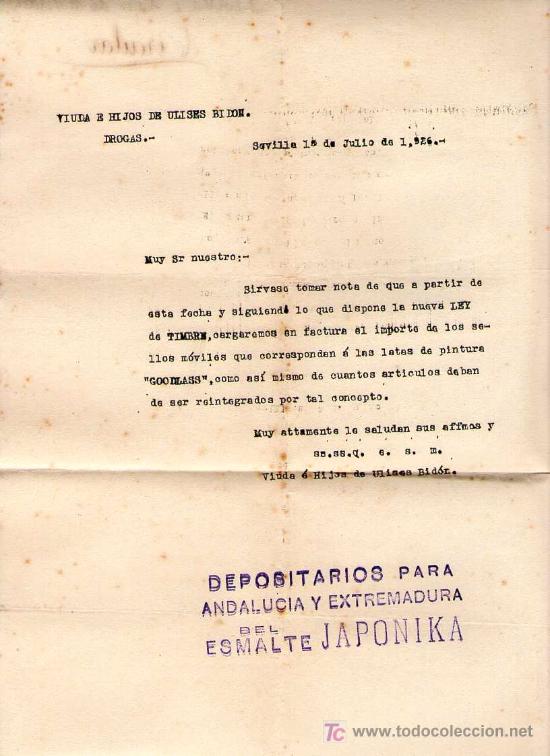 VIUDA E HIJOS DE ULISES BIDON.
DROGAS.-
Sevilla 1º de Julio de 1,926.-
Muy Sr nuestro:-
Sirvase tomar nota de que a partir de
esta fecha y siguiendo lo que dispone la nueva LEY
de TIMBRE,cargaremos en factura el importe de los se-
llos móviles que correspondan á las latas de pintura
"GOODLASS",como así mismo de cuantos articulos deban
de ser reintegrados por tal concepto.
Muy attamente le saludan sus affmos y
ss.ss.q. e. s. m.
Viuda é Hijos de Ulises Bidón.
DEPOSITARIOS PARA
ANDALUCIA Y EXTREMADURA
DEL
ESMALTE JAPONIKA
TC www.todocoleccion.net